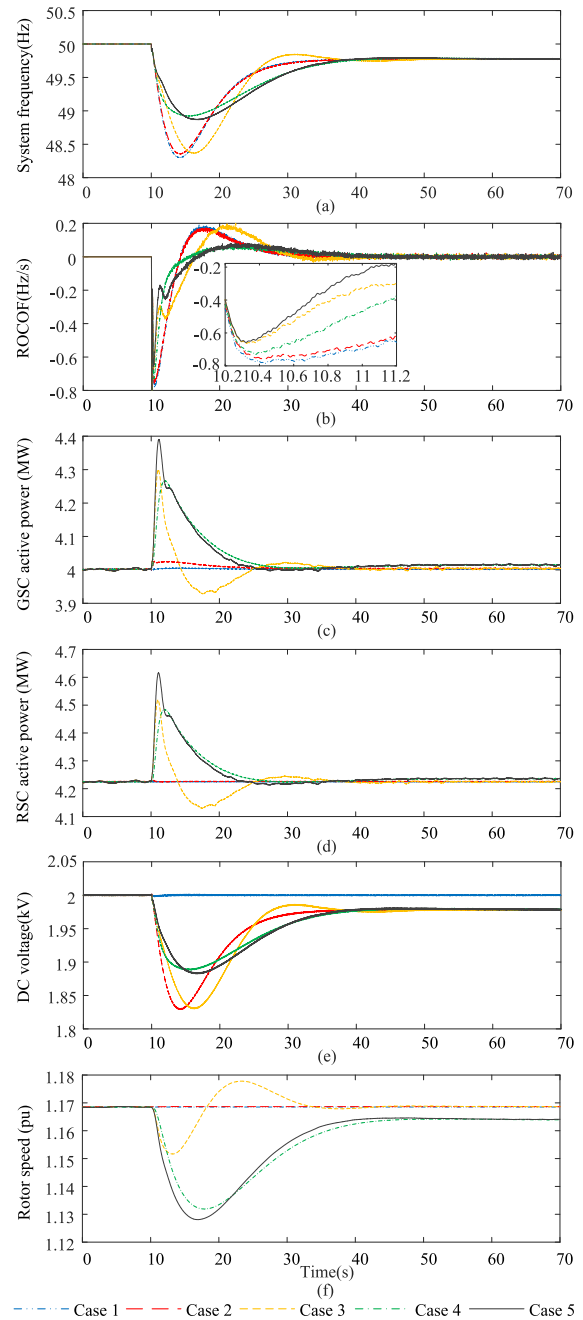 50
49.5
49
48.5
48
System frequency(Hz)
0 10 20 30 40 50 60 70
(a)
0.2
0
-0.2
-0.4
-0.6
-0.8
ROCOF(Hz/s)
-0.2
-0.4
-0.6
-0.8
10.2 10.4 10.6 10.8 11 11.2
0 10 20 30 40 50 60 70
(b)
4.4
4.3
4.2
4.1
4
3.9
GSC active power (MW)
0 10 20 30 40 50 60 70
(c)
4.7
4.6
4.5
4.4
4.3
4.2
4.1
RSC active power (MW)
0 10 20 30 40 50 60 70
(d)
2.05
2
1.95
1.9
1.85
1.8
DC voltage(kV)
0 10 20 30 40 50 60 70
(e)
1.18
1.17
1.16
1.15
1.14
1.13
1.12
Rotor speed (pu)
0 10 20 30 40 50 60 70
Time(s)
(f)
Case 1 Case 2 Case 3 Case 4 Case 5